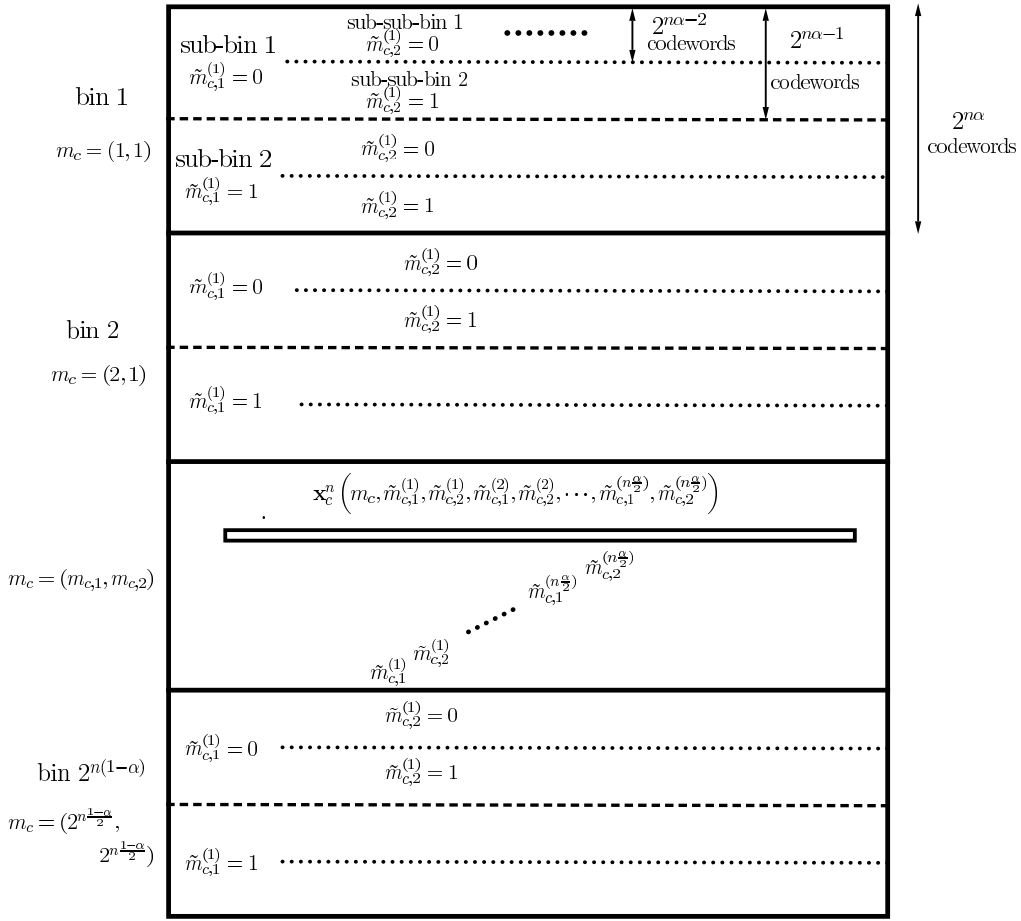 sub-sub-bin 1
sub-bin 1
m̃_{c,2}^{(1)} = 0
2^{nα−2}
codewords
2^{nα−1}
m̃_{c,1}^{(1)} = 0
sub-sub-bin 2
codewords
bin 1
m̃_{c,2}^{(1)} = 1
2^{nα}
codewords
m_c = (1, 1)
sub-bin 2
m̃_{c,2}^{(1)} = 0
m̃_{c,1}^{(1)} = 1
m̃_{c,2}^{(1)} = 1
m̃_{c,2}^{(1)} = 0
m̃_{c,1}^{(1)} = 0
bin 2
m̃_{c,2}^{(1)} = 1
m_c = (2, 1)
m̃_{c,1}^{(1)} = 1
x_c^n (m_c, m̃_{c,1}^{(1)}, m̃_{c,2}^{(1)}, m̃_{c,1}^{(2)}, m̃_{c,2}^{(2)}, ⋯, m̃_{c,1}^{(n\frac{α}{2})}, m̃_{c,2}^{(n\frac{α}{2})})
m_c = (m_{c,1}, m_{c,2})
m̃_{c,2}^{(n\frac{α}{2})}
m̃_{c,1}^{(n\frac{α}{2})}
m̃_{c,2}^{(1)}
m̃_{c,1}^{(1)}
m̃_{c,2}^{(1)} = 0
m̃_{c,1}^{(1)} = 0
bin 2^{n(1−α)}
m̃_{c,2}^{(1)} = 1
m_c = (2^{n\frac{1−α}{2}},
2^{n\frac{1−α}{2}})
m̃_{c,1}^{(1)} = 1